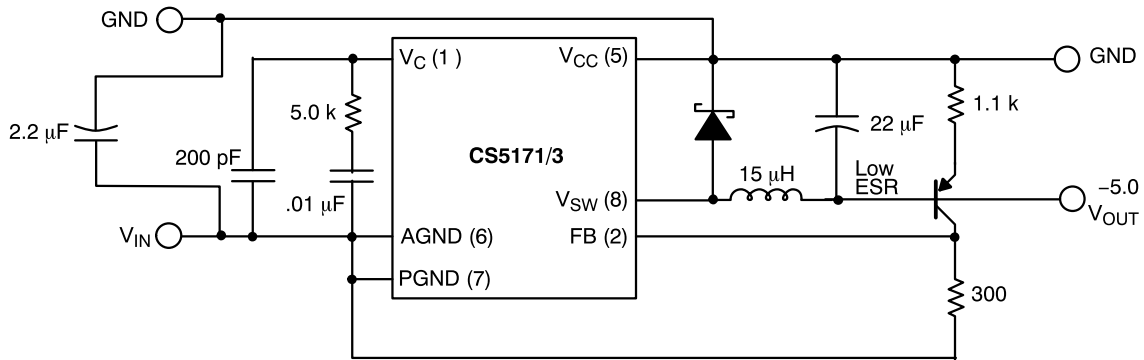 GND
V_C (1 )
V_CC (5)
GND
5.0 k
1.1 k
2.2 µF
22 µF
200 pF
CS5171/3
.01 µF
15 µH
Low
ESR
V_SW (8)
−5.0
V_OUT
V_IN
AGND (6)
FB (2)
PGND (7)
300